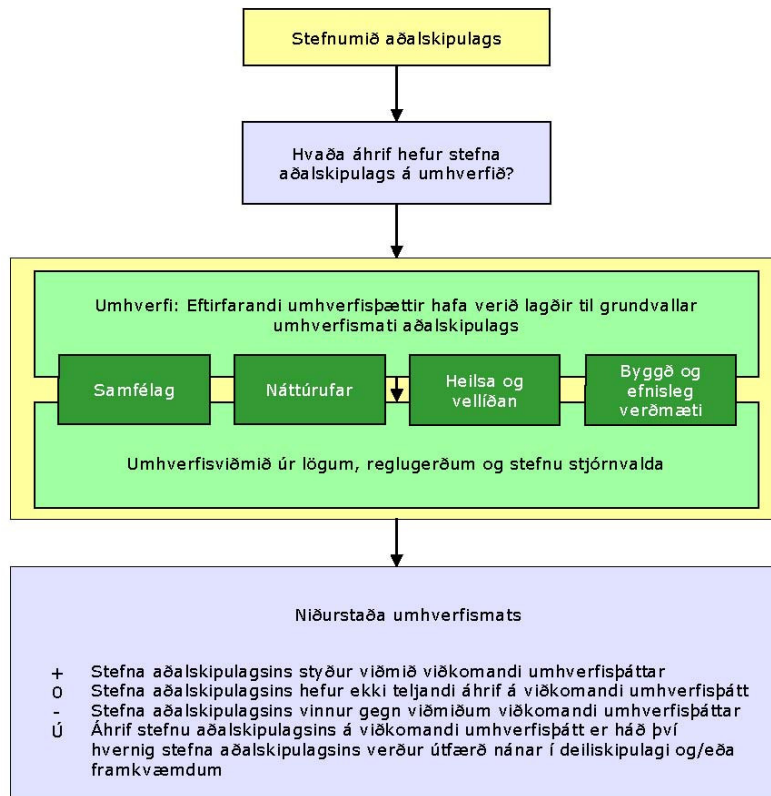 Stefnumið aðalskipulags
Hvaða áhrif hefur stefna
aðalskipulags á umhverfið?
Umhverfi: Eftirfarandi umhverfisþættir hafa verið lagðir til grundvallar
umhverfismati aðalskipulags
Samfélag
Náttúrufar
Heilsa og
vellíðan
Byggð og
efnisleg
verðmæti
Umhverfisviðmið úr lögum, reglugerðum og stefnu stjórnvalda
Niðurstaða umhverfismats
+ Stefna aðalskipulagsins styður viðmið viðkomandi umhverfisþáttar
0 Stefna aðalskipulagsins hefur ekki teljandi áhrif á viðkomandi umhverfisþátt
- Stefna aðalskipulagsins vinnur gegn viðmiðum viðkomandi umhverfisþáttar
Ú Áhrif stefnu aðalskipulagsins á viðkomandi umhverfisþátt er háð því
hvernig stefna aðalskipulagsins verður útfærð nánar í deiliskipulagi og/eða
framkvæmdum